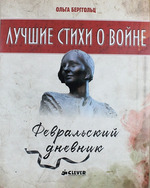 ОЛЬГА БЕРГГОЛЬЦ
ЛУЧШИЕ СТИХИ О ВОЙНЕ
Февральский
дневник
CLEVER